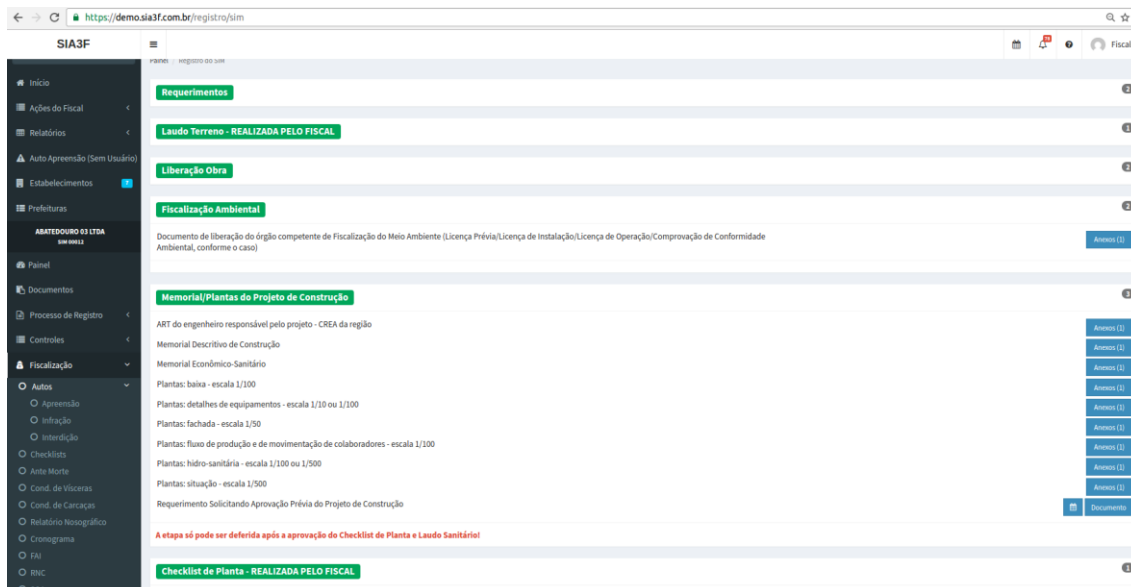 https://demo.sia3f.com.br/registro/sim
SIA3F
Fiscal
Painel / Registro do SIM
Início
Ações do Fiscal
Relatórios
Auto Apreensão (Sem Usuário)
Estabelecimentos 7
Prefeituras
ABATEDOURO 03 LTDA
SIM 00012
Painel
Documentos
Processo de Registro
Controles
Fiscalização
Autos
Apreensão
Infração
Interdição
Checklists
Ante Morte
Cond. de Vísceras
Cond. de Carcaças
Relatório Nosográfico
Cronograma
FAI
RNC
Requerimentos 2
Laudo Terreno - REALIZADA PELO FISCAL
Liberação Obra 2
Fiscalização Ambiental 2
Documento de liberação do órgão competente de Fiscalização do Meio Ambiente (Licença Prévia/Licença de Instalação/Licença de Operação/Comprovação de Conformidade
Ambiental, conforme o caso)
Anexos (1)
Memorial/Plantas do Projeto de Construção 3
ART do engenheiro responsável pelo projeto - CREA da região Anexos (1)
Memorial Descritivo de Construção Anexos (1)
Memorial Econômico-Sanitário Anexos (1)
Plantas: baixa - escala 1/100 Anexos (1)
Plantas: detalhes de equipamentos - escala 1/10 ou 1/100 Anexos (1)
Plantas: fachada - escala 1/50 Anexos (1)
Plantas: fluxo de produção e de movimentação de colaboradores - escala 1/100 Anexos (1)
Plantas: hidro-sanitária - escala 1/100 ou 1/500 Anexos (1)
Plantas: situação - escala 1/500 Anexos (1)
Requerimento Solicitando Aprovação Prévia do Projeto de Construção Documento
A etapa só pode ser deferida após a aprovação do Checklist de Planta e Laudo Sanitário!
Checklist de Planta - REALIZADA PELO FISCAL 1